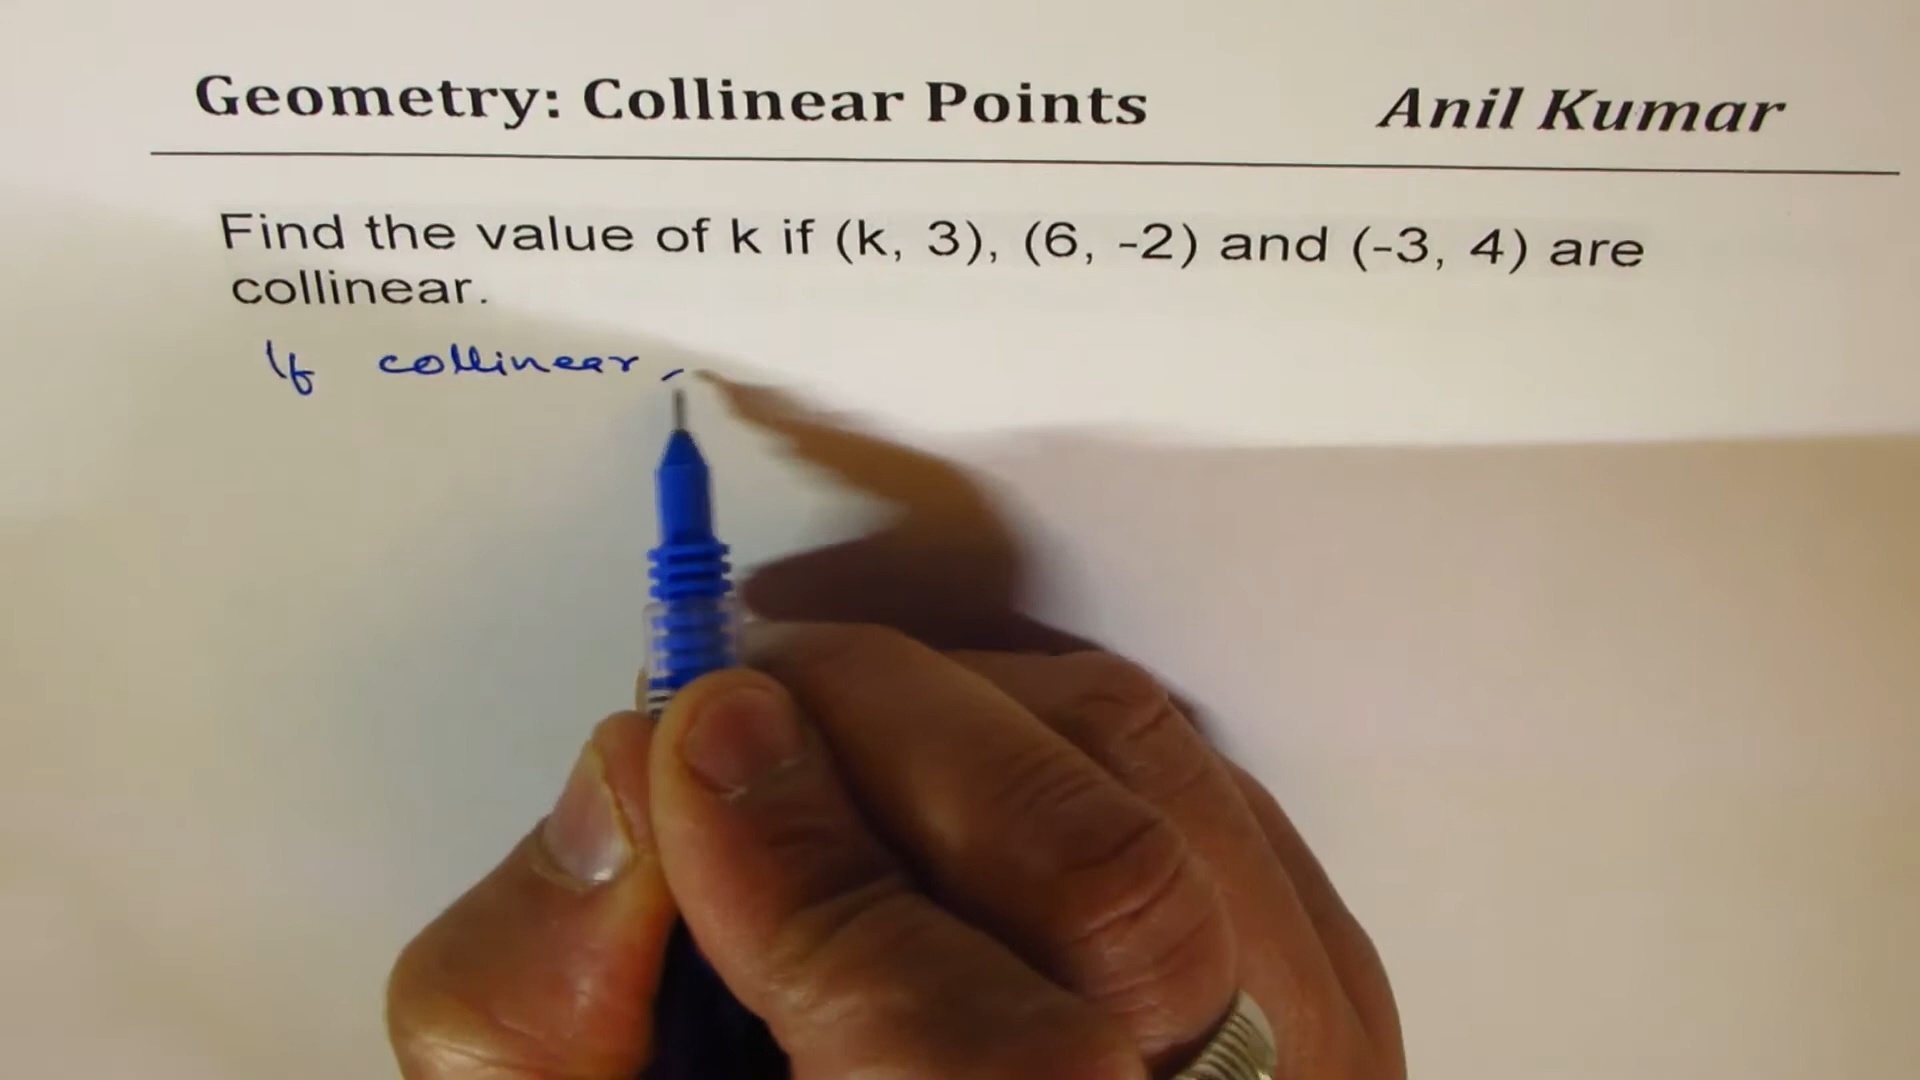 Geometry: Collinear Points Anil Kumar
Find the value of k if (k, 3), (6, -2) and (-3, 4) are
collinear.
If collinear